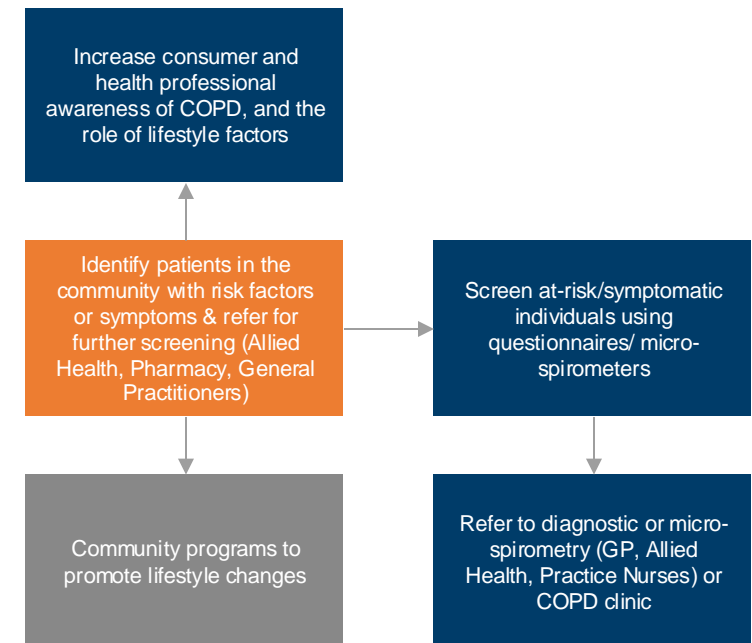 Increase consumer and
health professional
awareness of COPD, and the
role of lifestyle factors
Identify patients in the
community with risk factors
or symptoms & refer for
further screening (Allied
Health, Pharmacy, General
Practitioners)
Screen at-risk/symptomatic
individuals using
questionnaires/ micro-
spirometers
Community programs to
promote lifestyle changes
Refer to diagnostic or micro-
spirometry (GP, Allied
Health, Practice Nurses) or
COPD clinic